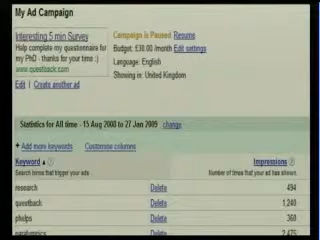 My Ad Campaign
Interesting 5 min Survey
Help complete my questionnaire for
my PhD - thanks for your time :)
www.questback.com
Edit | Create another ad
Campaign is Paused Resume
Budget: £30.00 /month Edit settings
Language: English
Showing in: United Kingdom
Statistics for All time - 15 Aug 2008 to 27 Jan 2009 change
+ Add more keywords Customise columns
Keyword Impressions
Search terms that trigger your ads Number of times your ad has shown.
research Delete 494
questback Delete 1,240
phelps Delete 360
paralympics Delete 2,475